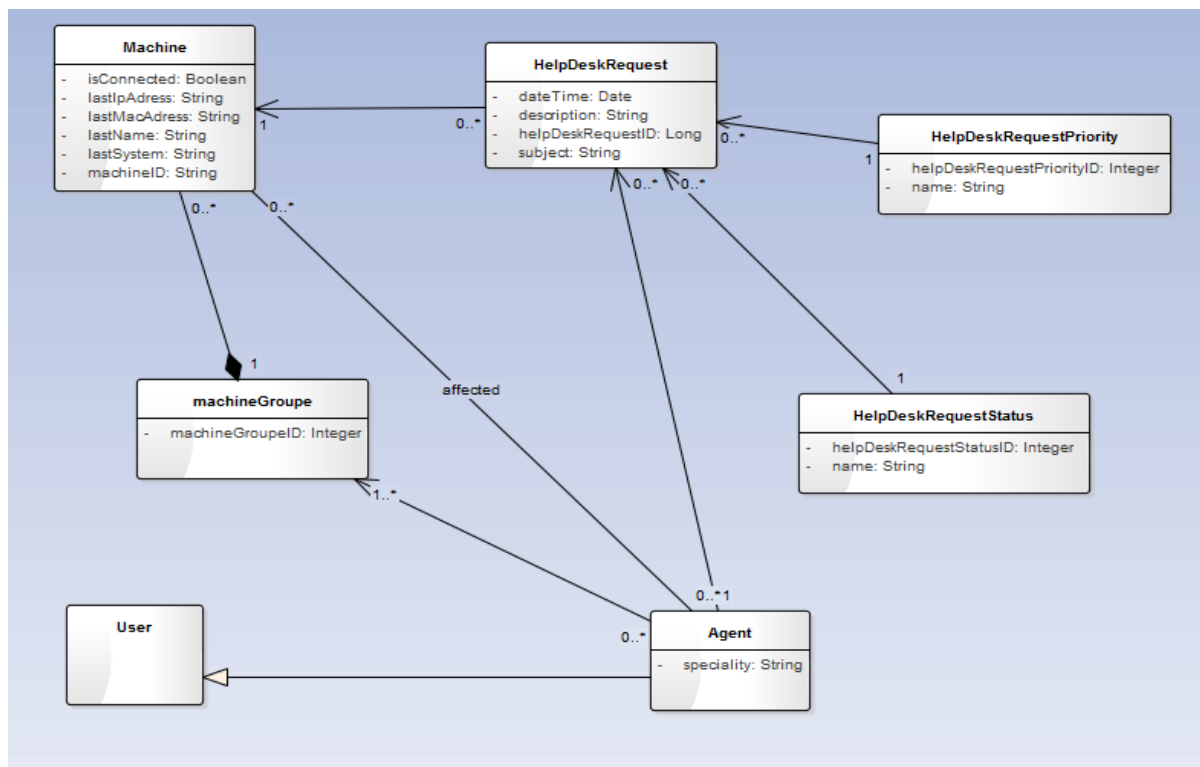 Machine
- isConnected: Boolean
- lastIpAdress: String
- lastMacAdress: String
- lastName: String
- lastSystem: String
- machineID: String
HelpDeskRequest
- dateTime: Date
- description: String
- helpDeskRequestID: Long
- subject: String
HelpDeskRequestPriority
- helpDeskRequestPriorityID: Integer
- name: String
1
0..*
0..*
1
0..*
0..*
0..*
0..*
1
machineGroupe
- machineGroupeID: Integer
affected
1
HelpDeskRequestStatus
- helpDeskRequestStatusID: Integer
- name: String
1..*
0..*
0..*
1
User
Agent
- speciality: String